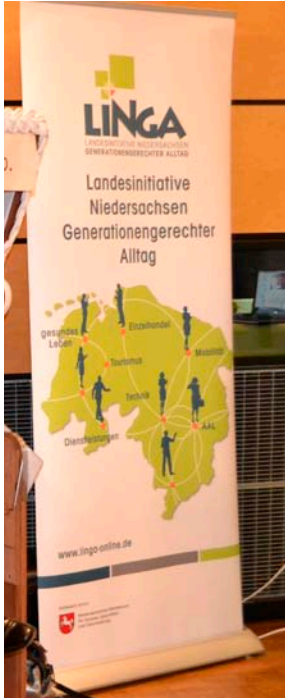 LINGA
LANDESINITIATIVE NIEDERSACHSEN
GENERATIONENGERECHTER ALLTAG
Landesinitiative
Niedersachsen
Generationengerechter
Alltag
gesundes
Leben
Einzelhandel
Mobilität
Tourismus
Technik
Dienstleistungen
AAL
www.linga-online.de